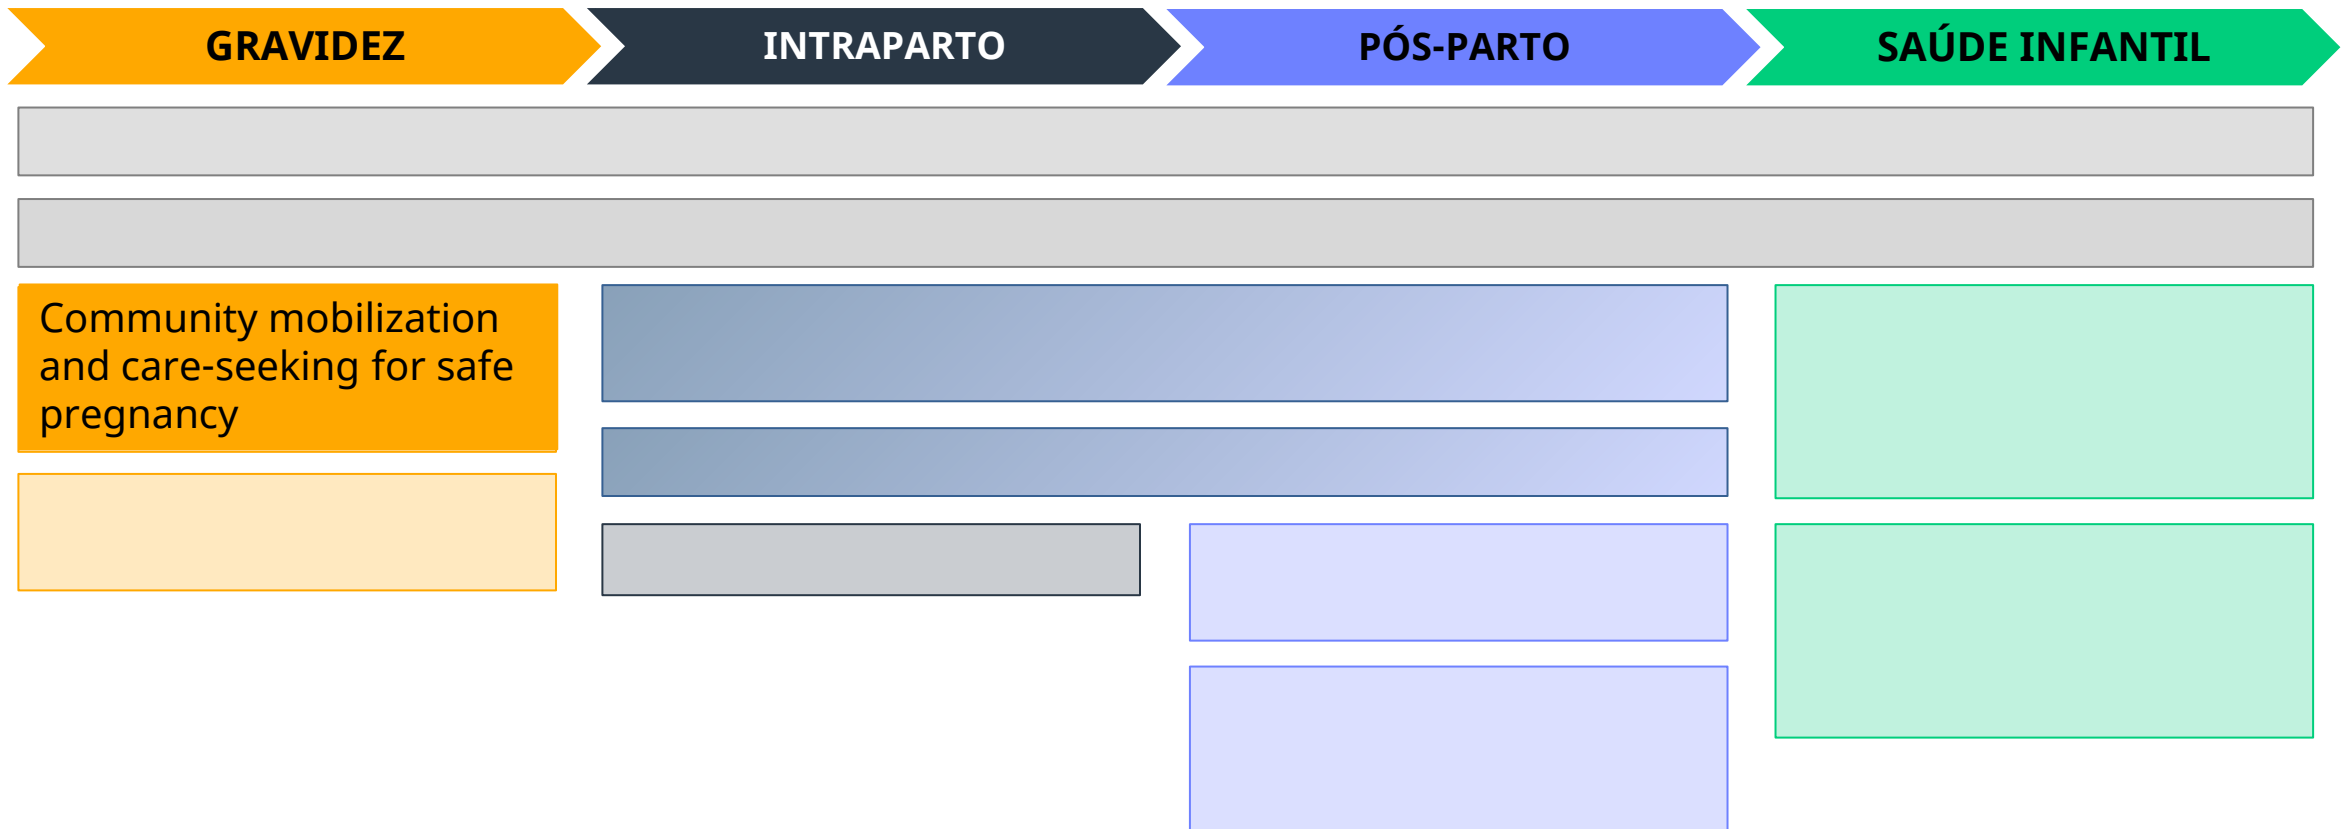 GRAVIDEZ
INTRAPARTO
PÓS-PARTO
SAÚDE INFANTIL
Community mobilization
and care-seeking for safe
pregnancy